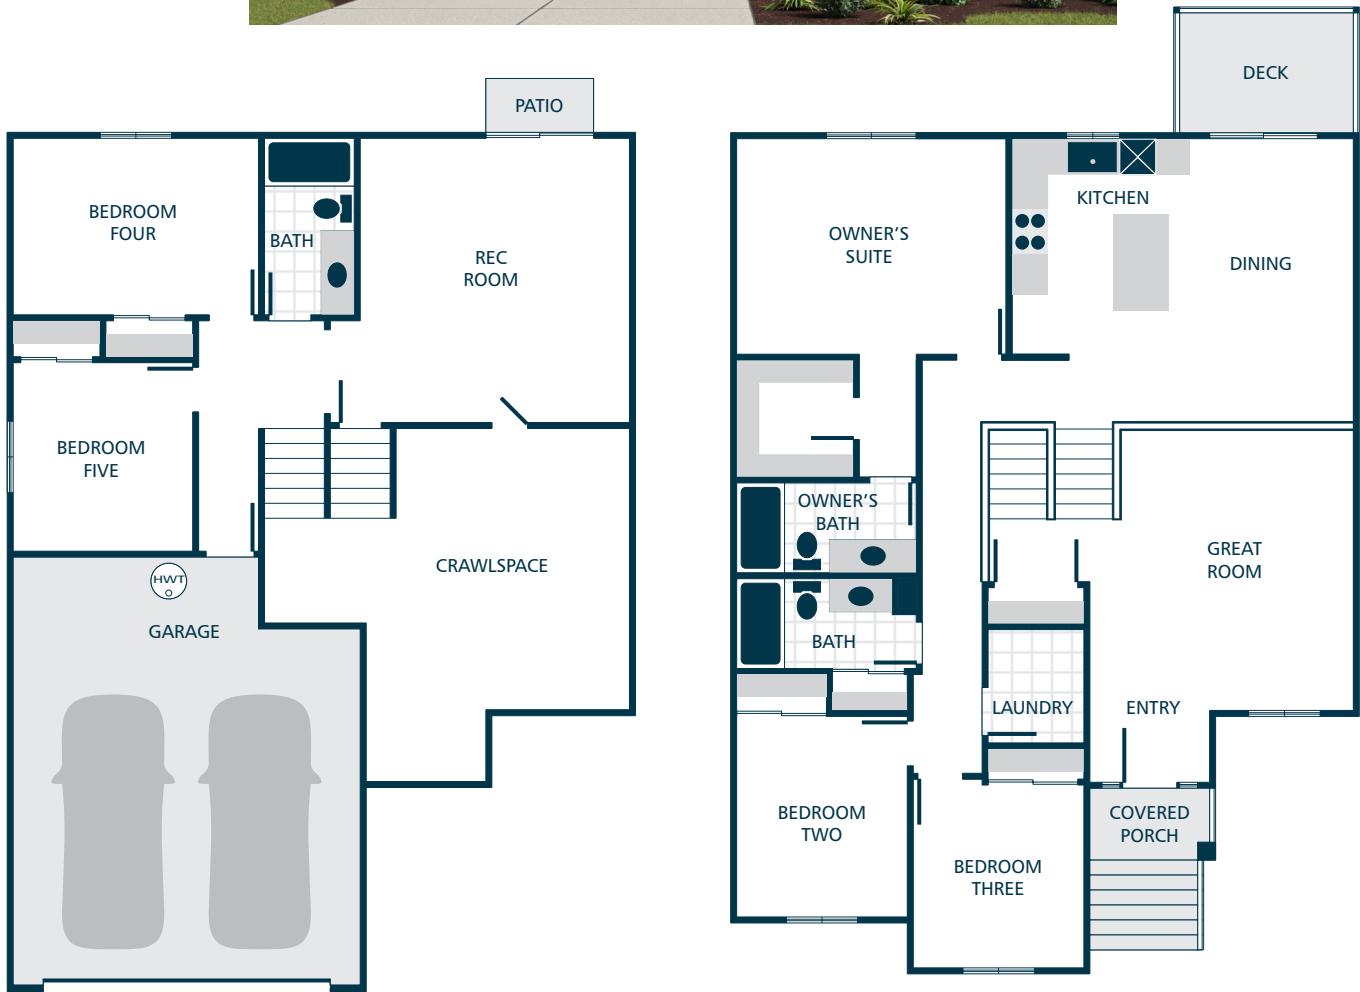 PATIO
BEDROOM
FOUR
BATH
REC
ROOM
BEDROOM
FIVE
CRAWLSPACE
HWT
GARAGE
DECK
KITCHEN
OWNER'S
SUITE
DINING
OWNER'S
BATH
GREAT
ROOM
BATH
LAUNDRY
ENTRY
BEDROOM
TWO
COVERED
PORCH
BEDROOM
THREE